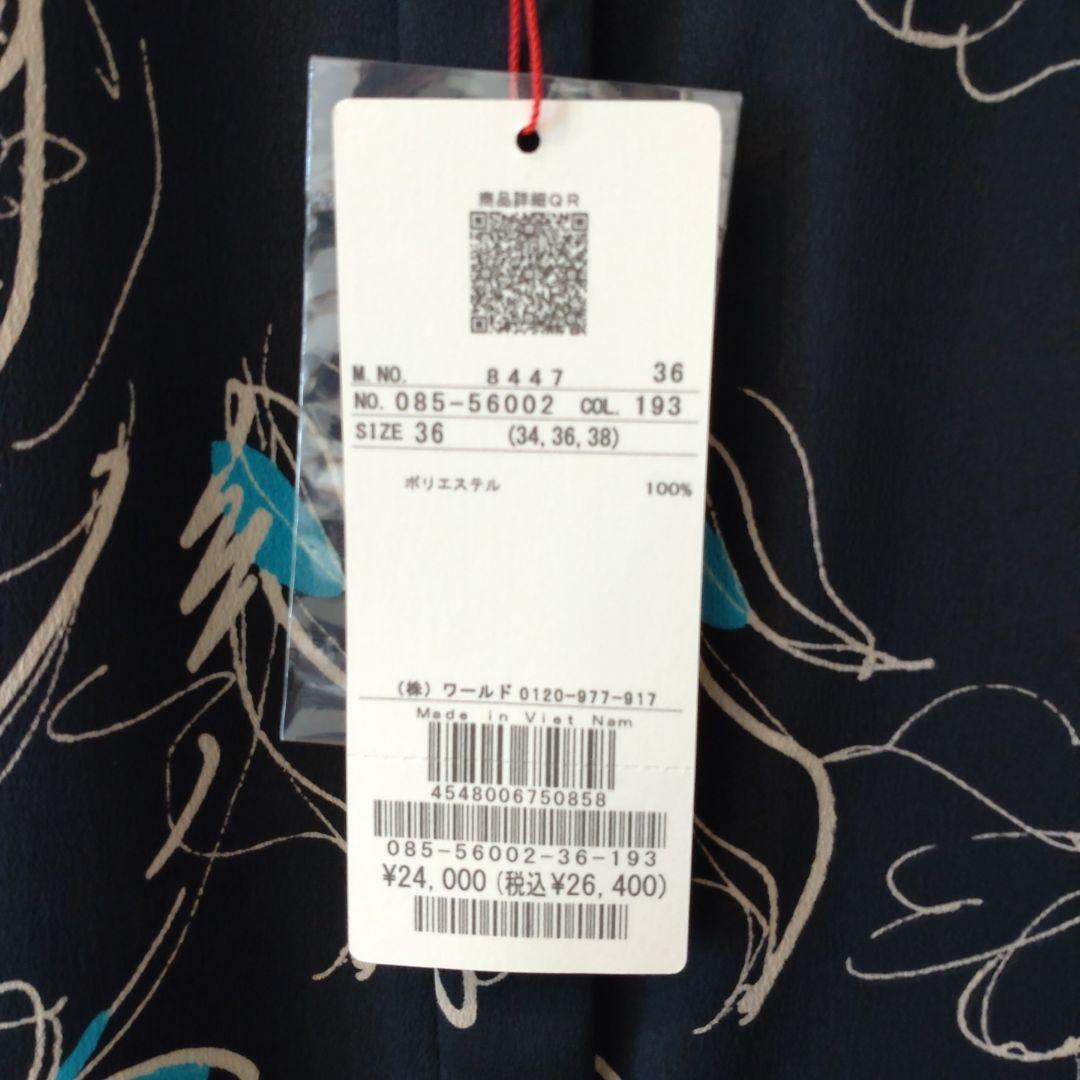 商品詳細QR
M.NO. 8447 36
NO. 085-56002 COL. 193
SIZE 36 (34,36,38)
ポリエステル 100%
(株) ワールド 0120-977-917
Made in Viet Nam
4548006750858
085-56002-36-193
¥24,000 (税込¥26,400)